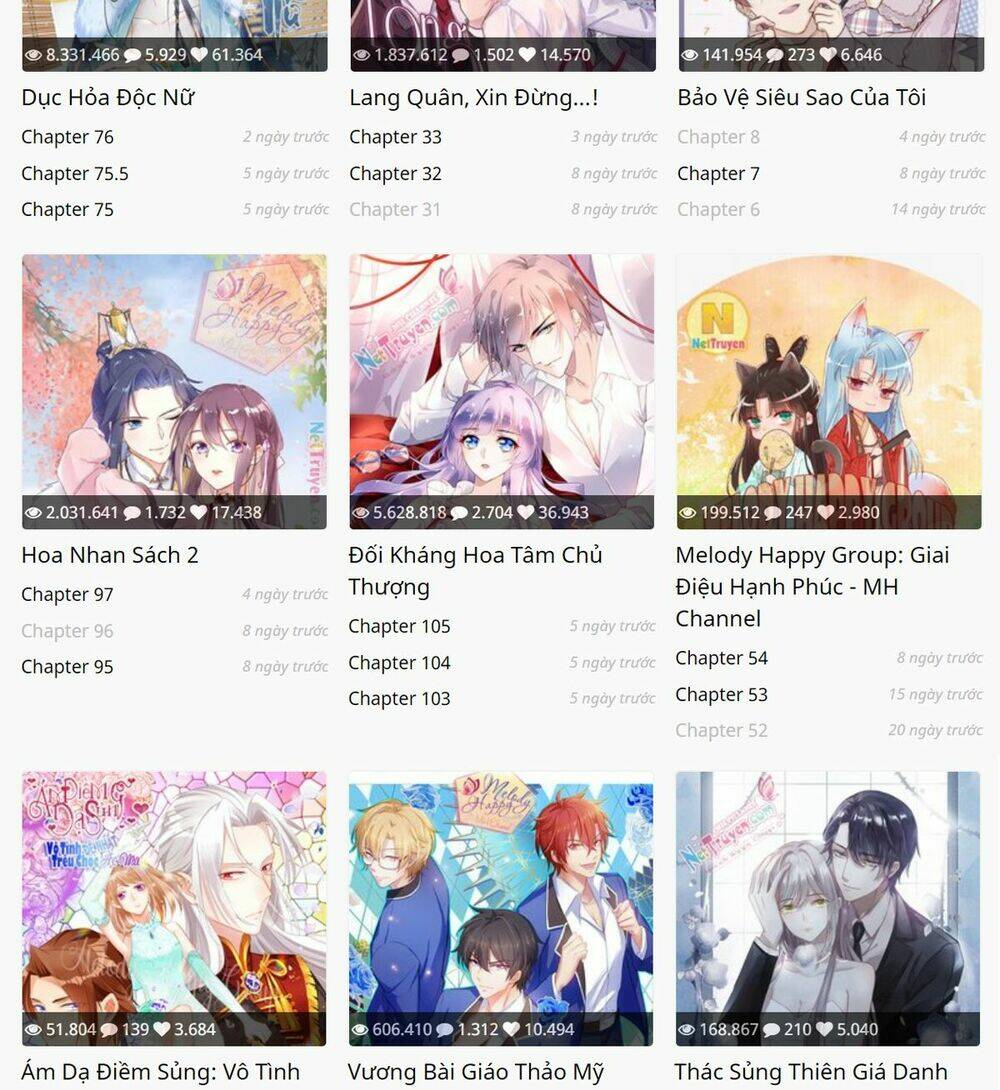 8.331.466 5.929 61.364
1.837.612 1.502 14.570
141.954 273 6.646
Dục Hỏa Độc Nữ
Chapter 76 2 ngày trước
Chapter 75.5 5 ngày trước
Chapter 75 5 ngày trước
Lang Quân, Xin Đừng...!
Chapter 33 3 ngày trước
Chapter 32 8 ngày trước
Chapter 31 8 ngày trước
Bảo Vệ Siêu Sao Của Tôi
Chapter 8 4 ngày trước
Chapter 7 8 ngày trước
Chapter 6 14 ngày trước
Melody
Happy
NetTruyen.com
2.031.641 1.732 17.438
Hoa Nhan Sách 2
Chapter 97 4 ngày trước
Chapter 96 8 ngày trước
Chapter 95 8 ngày trước
NetTruyen.com
5.628.818 2.704 36.943
Đối Kháng Hoa Tâm Chủ
Thượng
Chapter 105 5 ngày trước
Chapter 104 5 ngày trước
Chapter 103 5 ngày trước
N
NetTruyen
199.512 247 2.980
Melody Happy Group: Giai
Điệu Hạnh Phúc - MH
Channel
Chapter 54 8 ngày trước
Chapter 53 15 ngày trước
Chapter 52 20 ngày trước
51.804 139 3.684
Ám Dạ Điềm Sủng: Vô Tình
Melody
Happy
606.410 1.312 10.494
Vương Bài Giáo Thảo Mỹ
NetTruyen.com
168.867 210 5.040
Thác Sủng Thiên Giá Danh